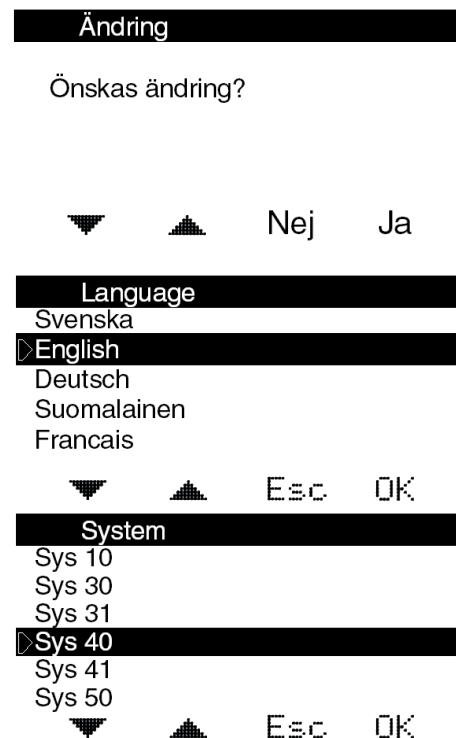 Ändring
Önskas ändring?
Nej Ja
Language
Svenska
English
Deutsch
Suomalainen
Francais
Esc OK
System
Sys 10
Sys 30
Sys 31
Sys 40
Sys 41
Sys 50
Esc OK